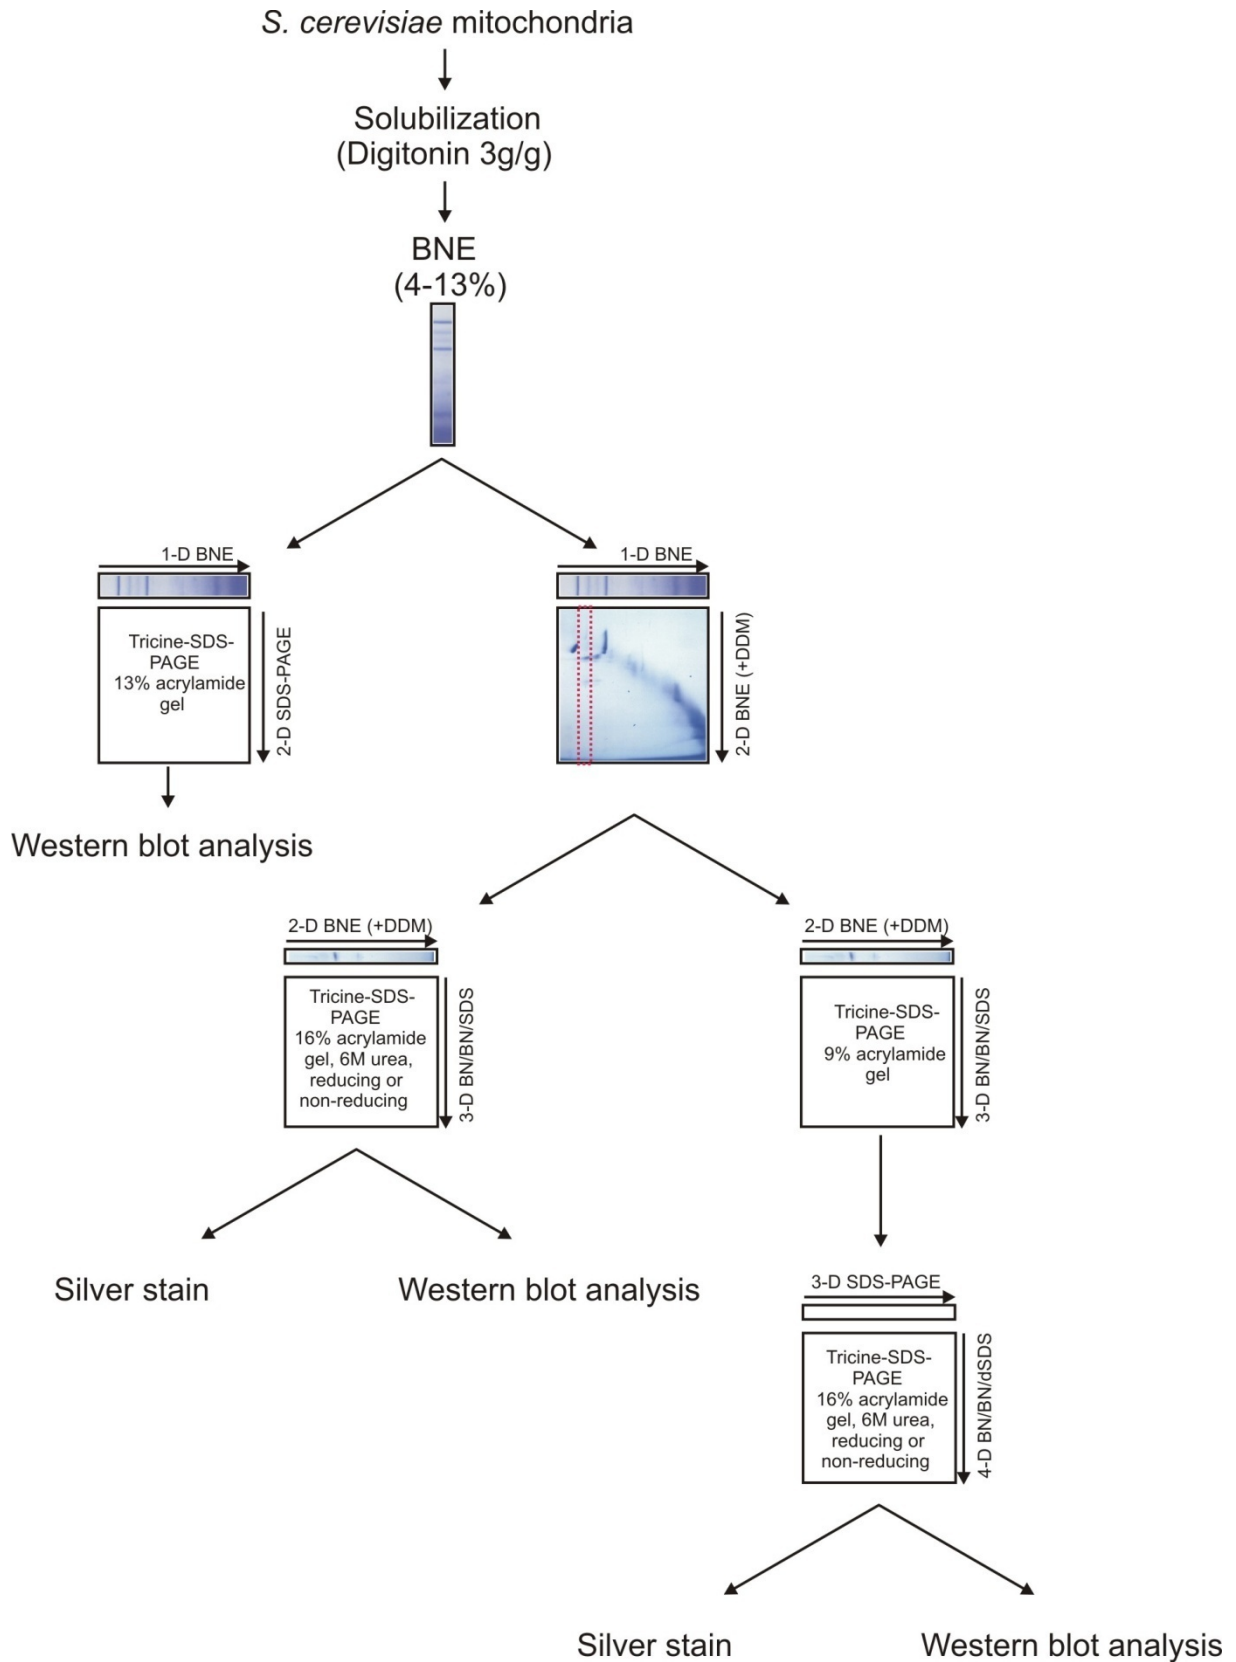 S. cerevisiae mitochondria
Solubilization
(Digitonin 3g/g)
BNE
(4-13%)
1-D BNE
Tricine-SDS-
PAGE
13% acrylamide
gel
2-D SDS-PAGE
Western blot analysis
1-D BNE
2-D BNE (+DDM)
2-D BNE (+DDM)
Tricine-SDS-
PAGE
16% acrylamide
gel, 6M urea,
reducing or
non-reducing
3-D BN/BN/SDS
Silver stain
Western blot analysis
2-D BNE (+DDM)
Tricine-SDS-
PAGE
9% acrylamide
gel
3-D BN/BN/SDS
3-D SDS-PAGE
Tricine-SDS-
PAGE
16% acrylamide
gel, 6M urea,
reducing or
non-reducing
4-D BN/BN/dSDS
Silver stain
Western blot analysis